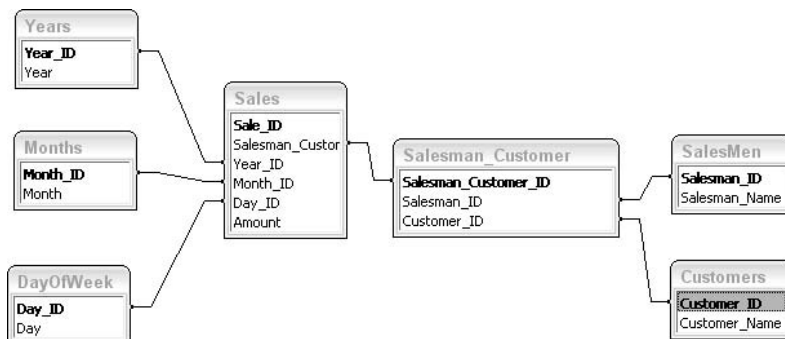 Years
Year_ID
Year
Months
Month_ID
Month
DayOfWeek
Day_ID
Day
Sales
Sale_ID
Salesman_Custor
Year_ID
Month_ID
Day_ID
Amount
Salesman_Customer
Salesman_Customer_ID
Salesman_ID
Customer_ID
SalesMen
Salesman_ID
Salesman_Name
Customers
Customer_ID
Customer_Name